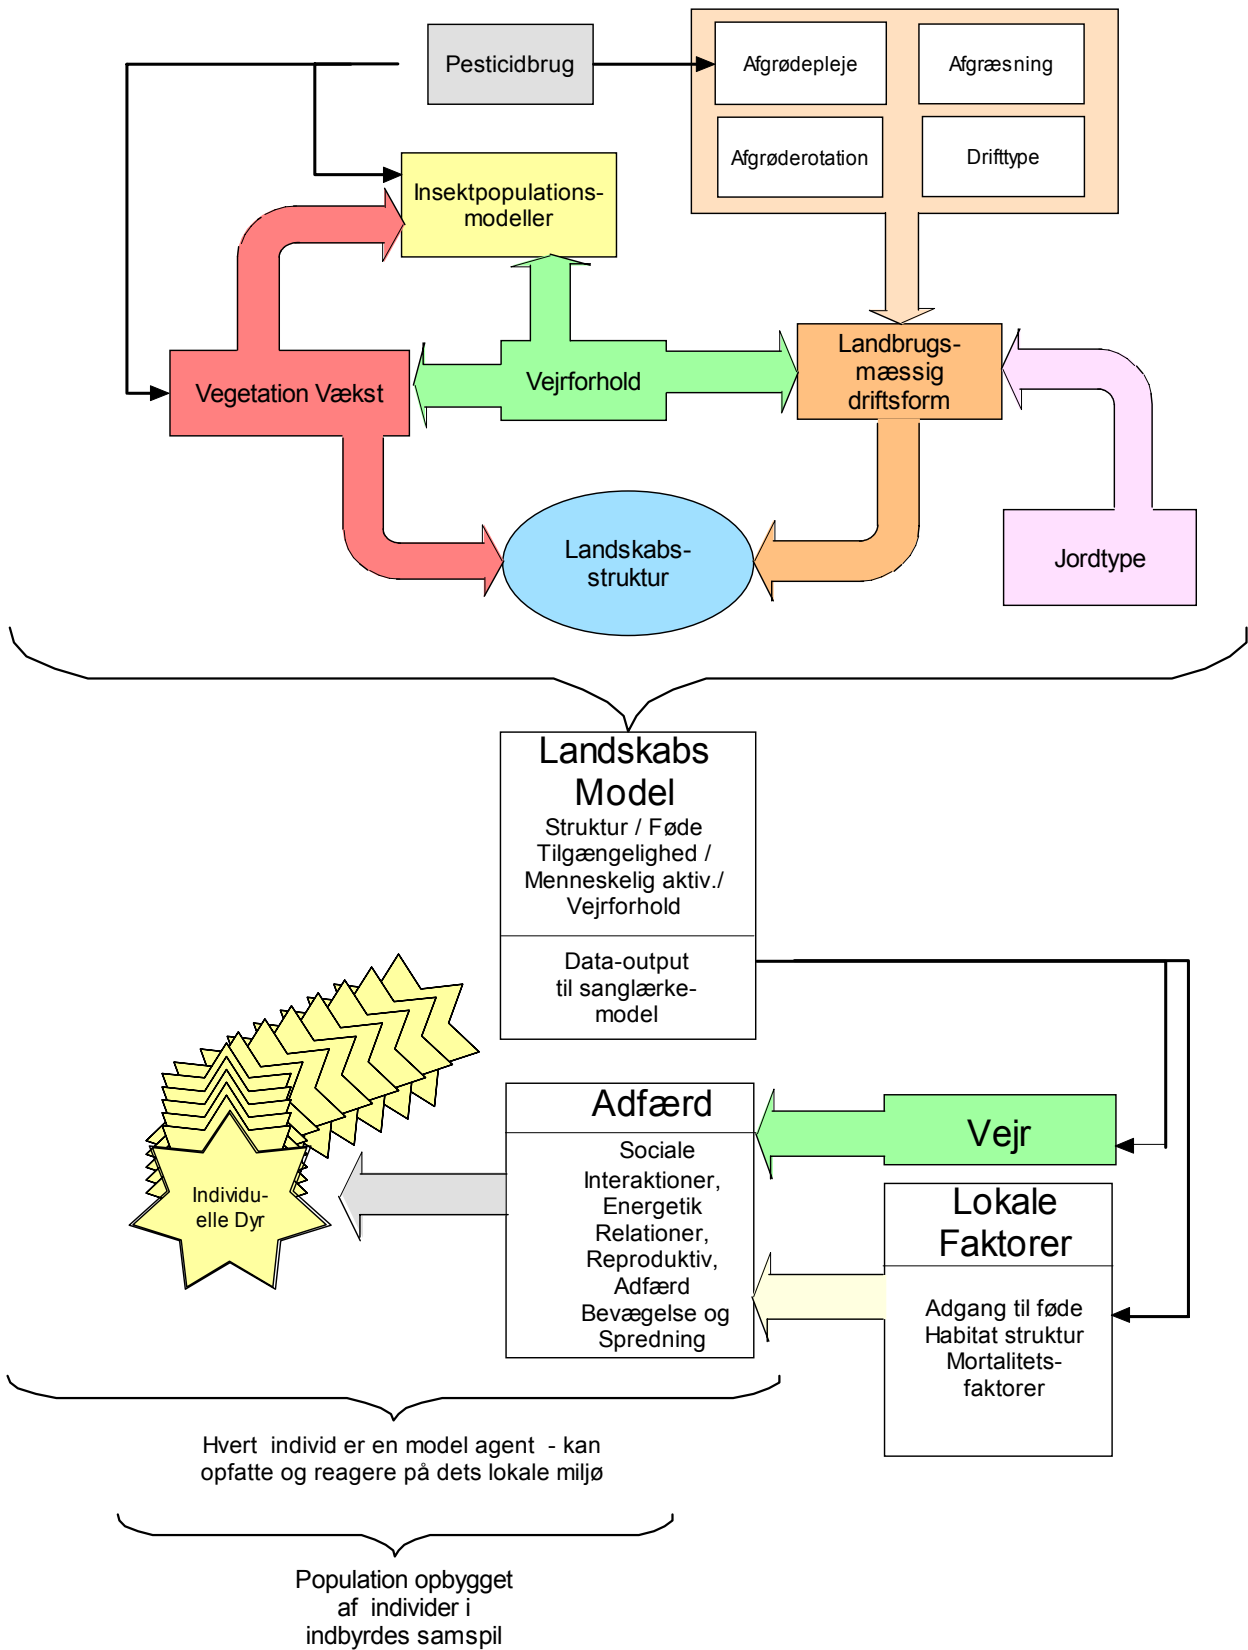 Pesticidbrug
Afgrødepleje
Afgræsning
Afgrøderotation
Drifttype
Insektpopulations-
modeller
Vegetation Vækst
Vejrforhold
Landbrugs-
mæssig
driftsform
Landskabs-
struktur
Jordtype
Landskabs
Model
Struktur / Føde
Tilgængelighed /
Menneskelig aktiv./
Vejrforhold
Data-output
til sanglærke-
model
Adfærd
Sociale
Interaktioner,
Energetik
Relationer,
Reproduktiv,
Adfærd
Bevægelse og
Spredning
Vejr
Lokale
Faktorer
Adgang til føde
Habitat struktur
Mortalitets-
faktorer
Individu-
elle Dyr
Hvert individ er en model agent - kan
opfatte og reagere på dets lokale miljø
Population opbygget
af individer i
indbyrdes samspil